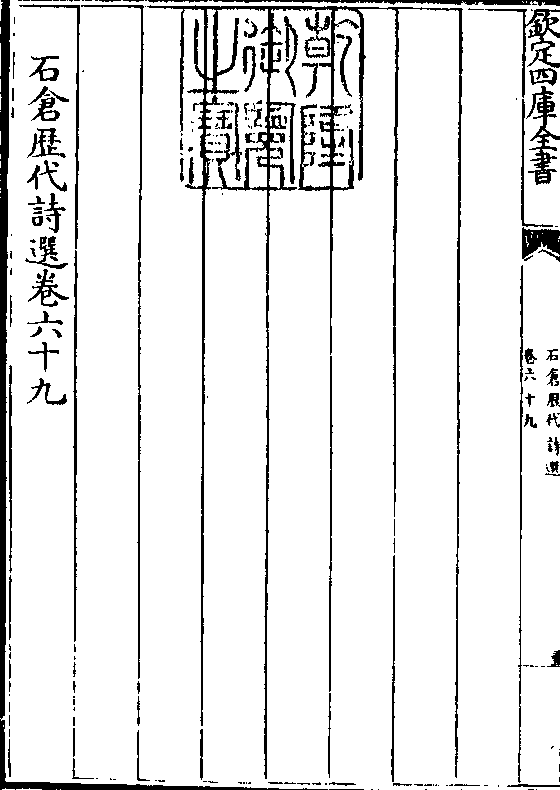 欽定四庫全書
石倉歷代詩選
卷六十九
乾隆
御覽
之寶
石倉歷代詩選卷六十九